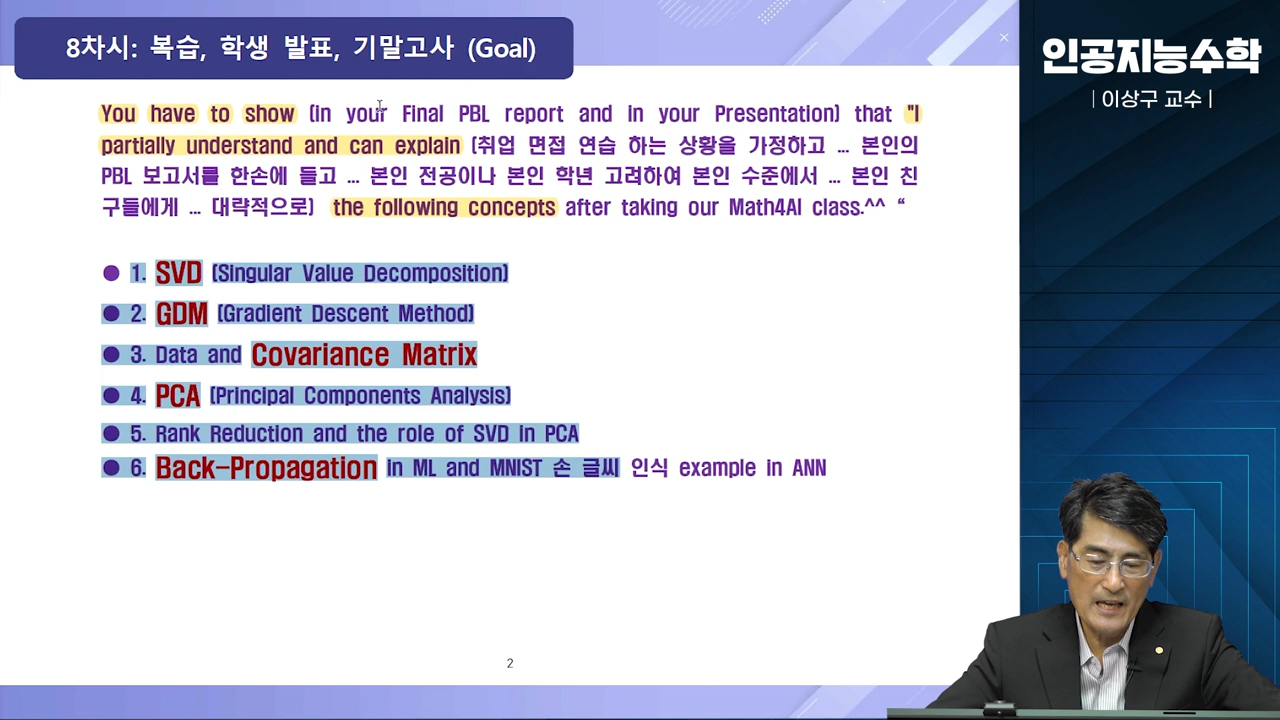 8차시: 복습, 학생 발표, 기말고사 (Goal)
인공지능수학
| 이상구 교수 |
You have to show (in your Final PBL report and in your Presentation) that "I
partially understand and can explain (취업 면접 연습 하는 상황을 가정하고 ... 본인의
PBL 보고서를 한손에 들고 ... 본인 전공이나 본인 학년 고려하여 본인 수준에서 ... 본인 친
구들에게 ... 대략적으로) the following concepts after taking our Math4AI class.^^ “
● 1. SVD (Singular Value Decomposition)
● 2. GDM (Gradient Descent Method)
● 3. Data and Covariance Matrix
● 4. PCA (Principal Components Analysis)
● 5. Rank Reduction and the role of SVD in PCA
● 6. Back-Propagation in ML and MNIST 손 글씨 인식 example in ANN
2